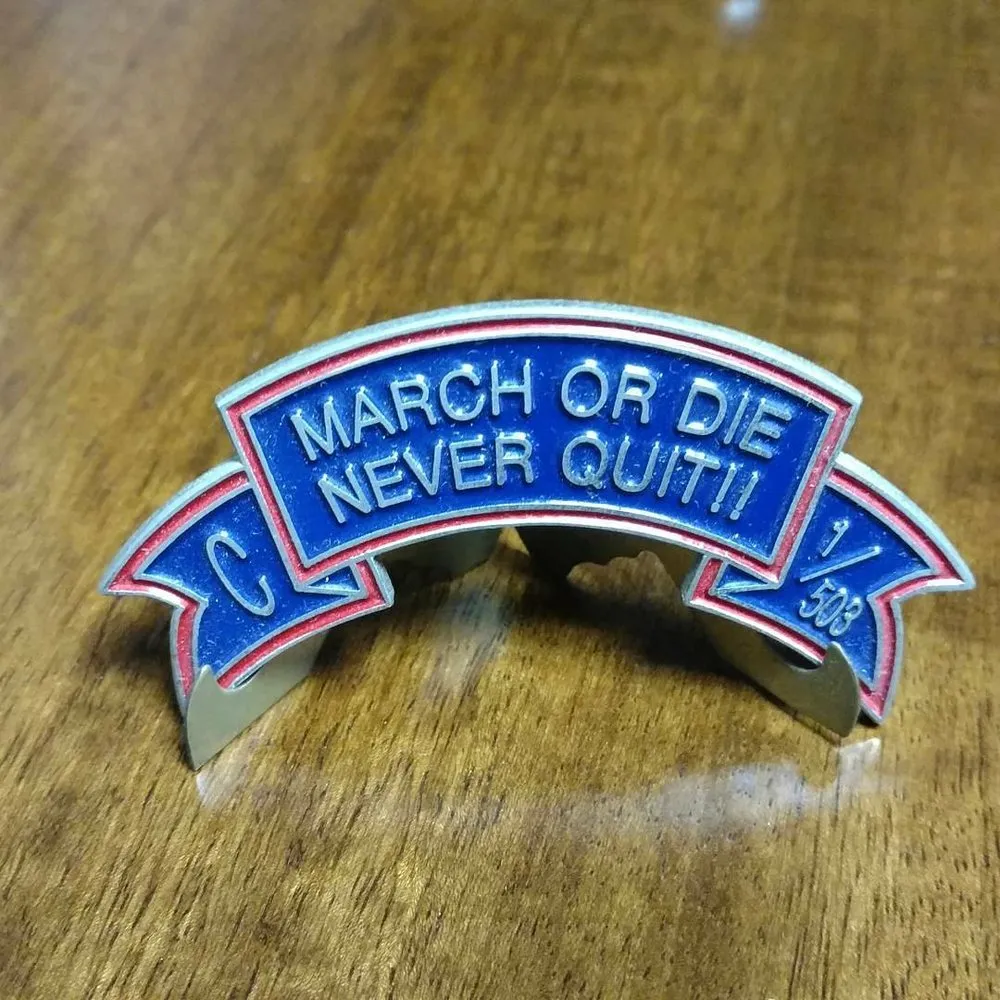 MARCH OR DIE
NEVER QUIT!!
C
1/503